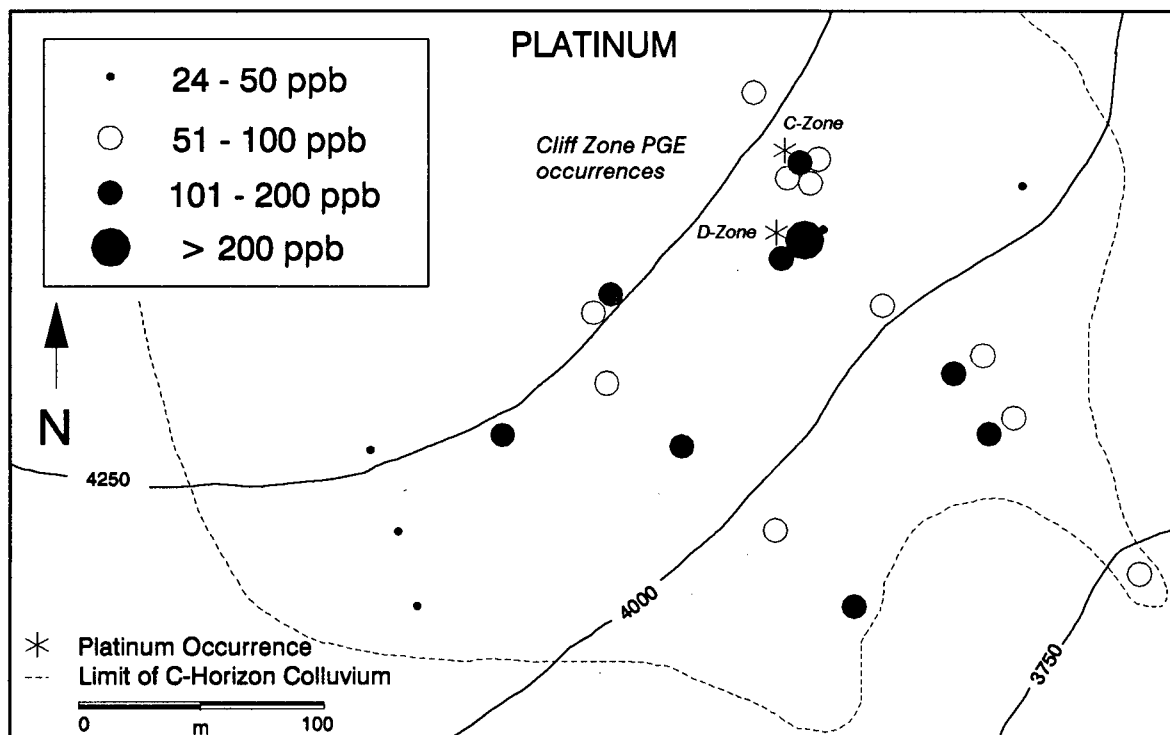 PLATINUM
24 - 50 ppb
51 - 100 ppb
101 - 200 ppb
> 200 ppb
Cliff Zone PGE
occurrences
C-Zone
D-Zone
N
4250
4000
3750
Platinum Occurrence
Limit of C-Horizon Colluvium
0 100
m